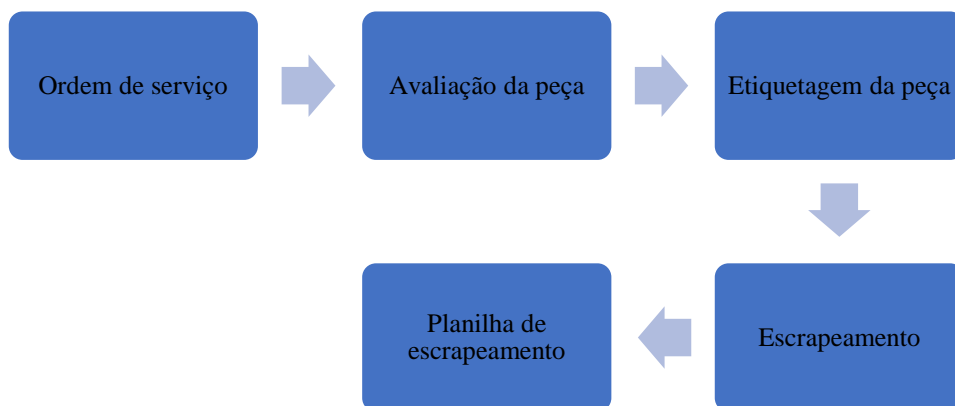 Ordem de serviço
Avaliação da peça
Etiquetagem da peça
Escrapeamento
Planilha de
escrapeamento